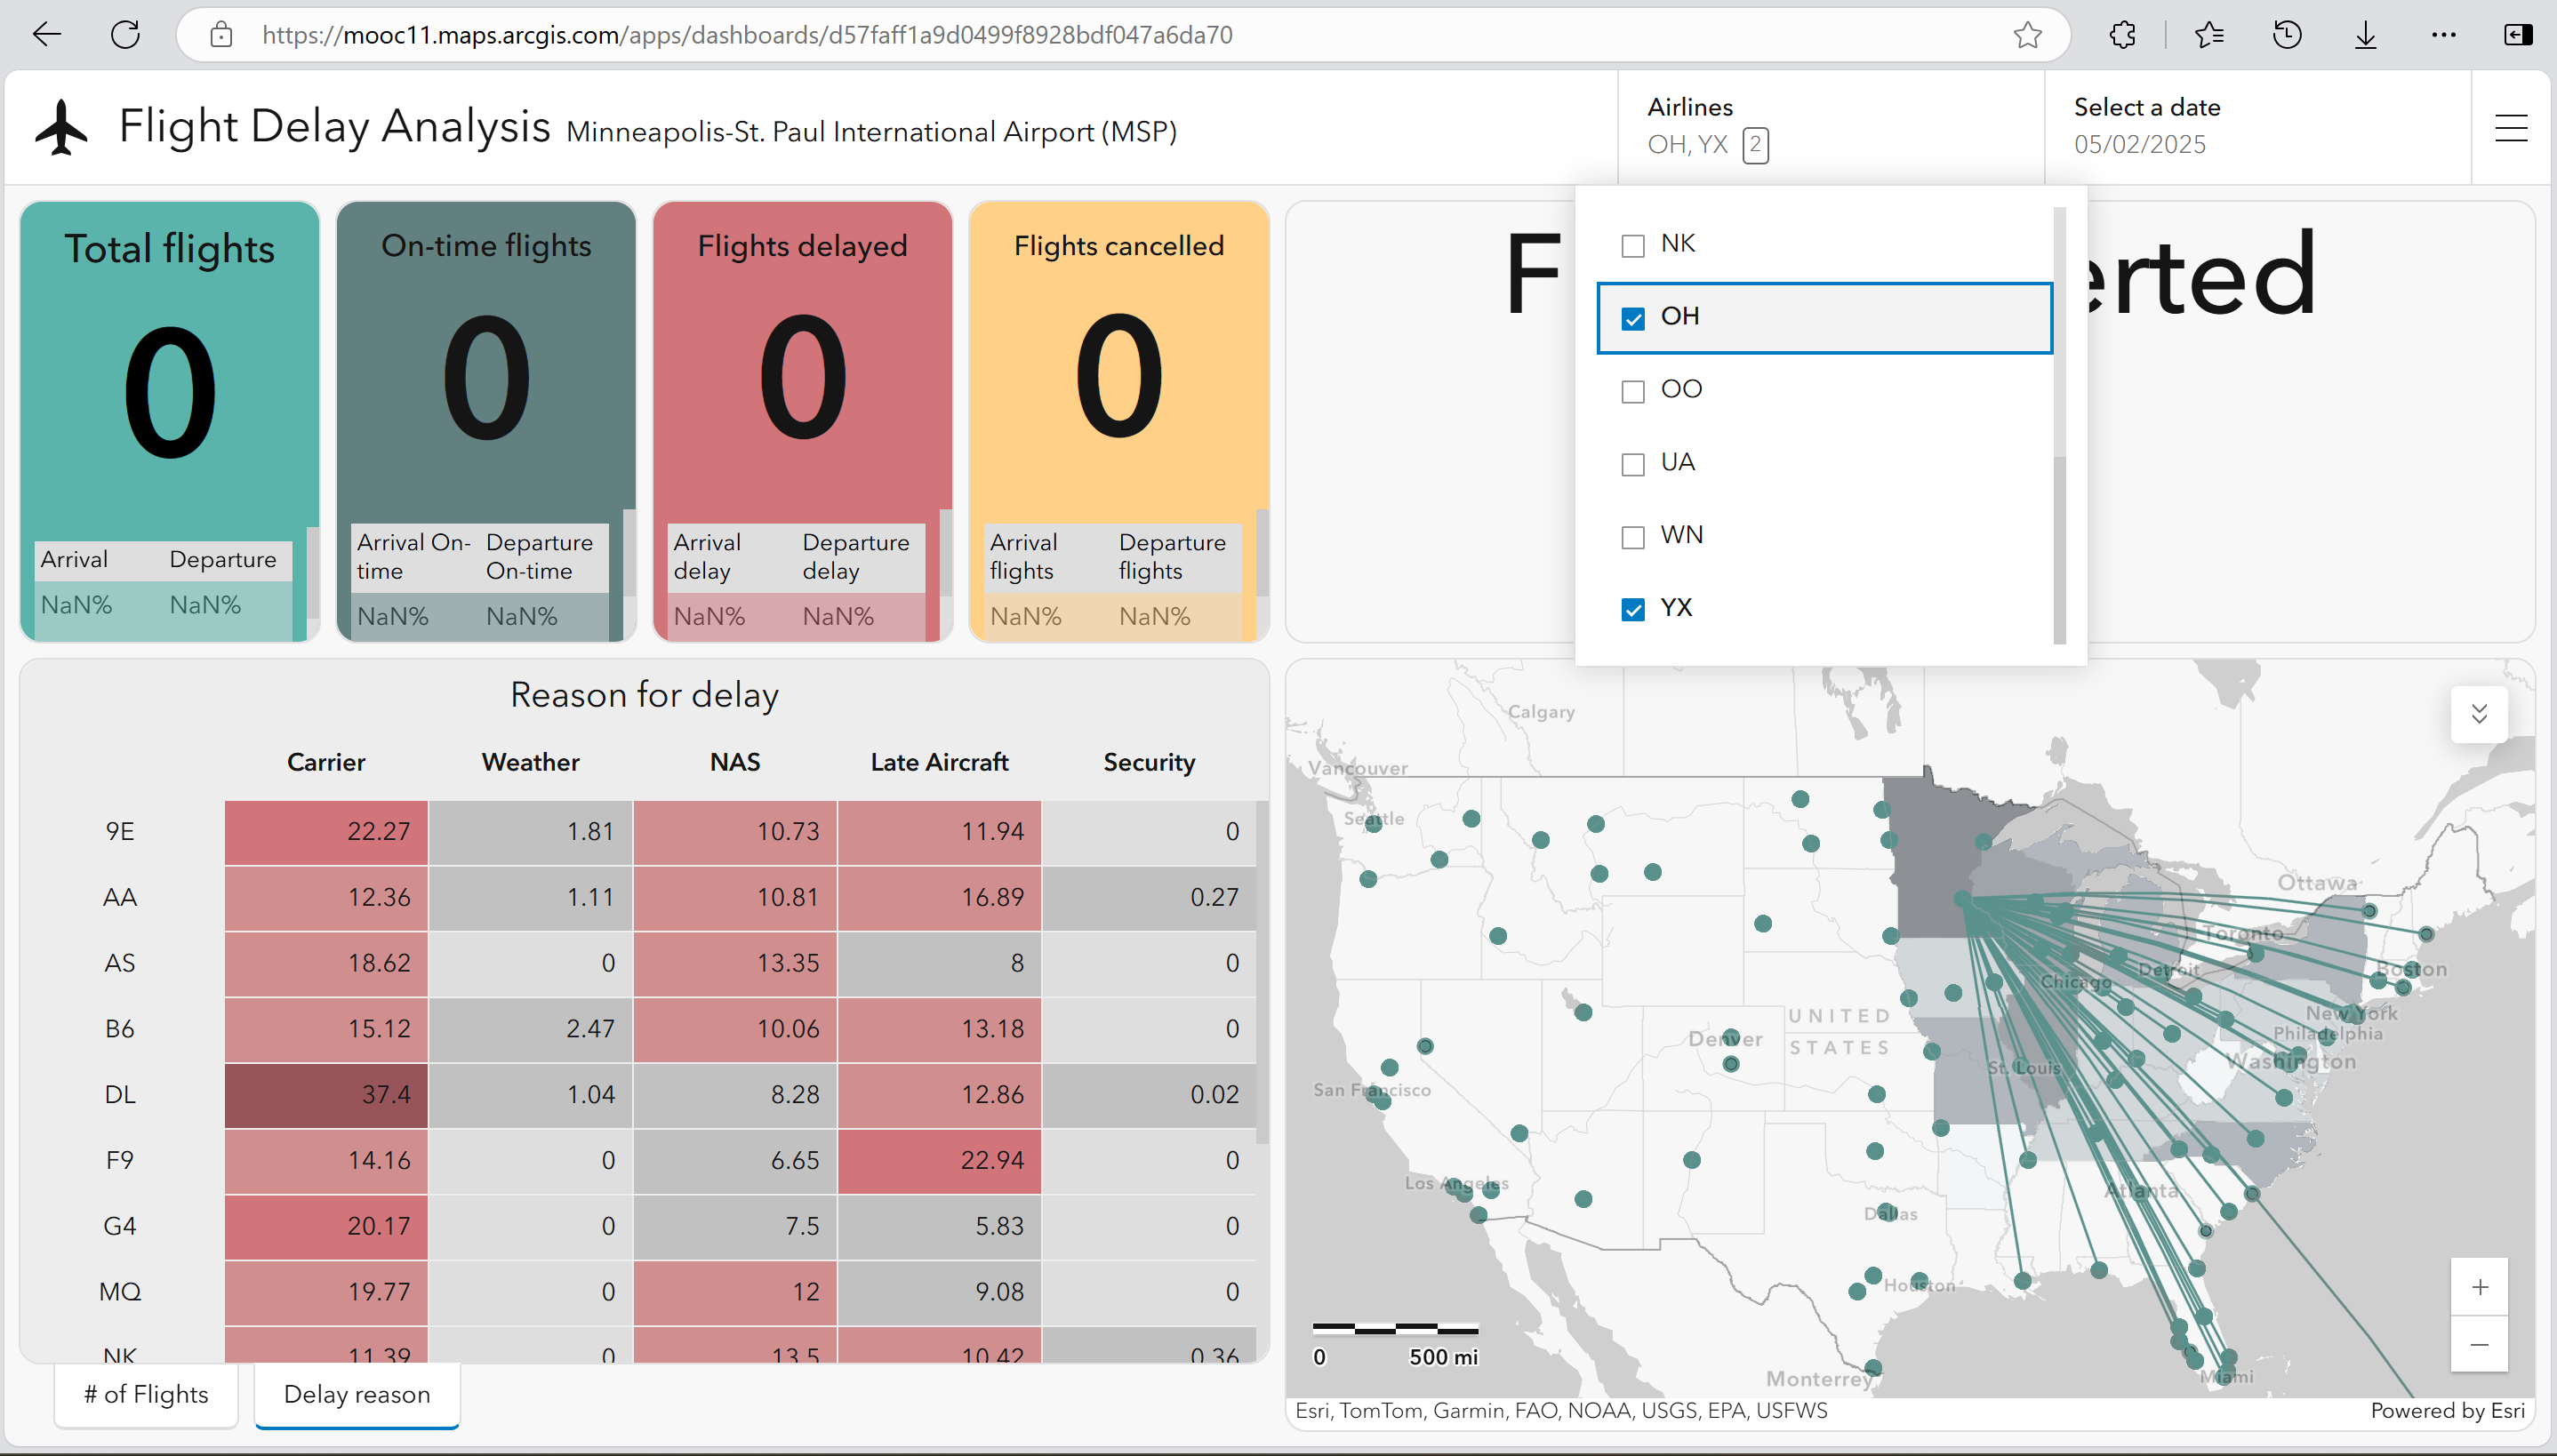 https://mooc11.maps.arcgis.com/apps/dashboards/d57faff1a9d0499f8928bdf047a6da70
Flight Delay Analysis Minneapolis-St. Paul International Airport (MSP)
Airlines
OH, YX 2
Select a date
05/02/2025
Total flights
0
Arrival Departure
NaN% NaN%
On-time flights
0
Arrival On-time Departure On-time
NaN% NaN%
Flights delayed
0
Arrival delay Departure delay
NaN% NaN%
Flights cancelled
0
Arrival flights Departure flights
NaN% NaN%
F erted
NK
OH
OO
UA
WN
YX
Reason for delay
Carrier Weather NAS Late Aircraft Security
9E 22.27 1.81 10.73 11.94 0
AA 12.36 1.11 10.81 16.89 0.27
AS 18.62 0 13.35 8 0
B6 15.12 2.47 10.06 13.18 0
DL 37.4 1.04 8.28 12.86 0.02
F9 14.16 0 6.65 22.94 0
G4 20.17 0 7.5 5.83 0
MQ 19.77 0 12 9.08 0
NK 11.39 0 13.5 10.42 0.36
# of Flights
Delay reason
Calgary
Vancouver
Seattle
Ottawa
Toronto
Boston
Detroit
Chicago
New York
Philadelphia
UNITED
STATES
Denver
Washington
St. Louis
San Francisco
Los Angeles
Atlanta
Dallas
Houston
Monterrey
Miami
0 500 mi
Esri, TomTom, Garmin, FAO, NOAA, USGS, EPA, USFWS
Powered by Esri